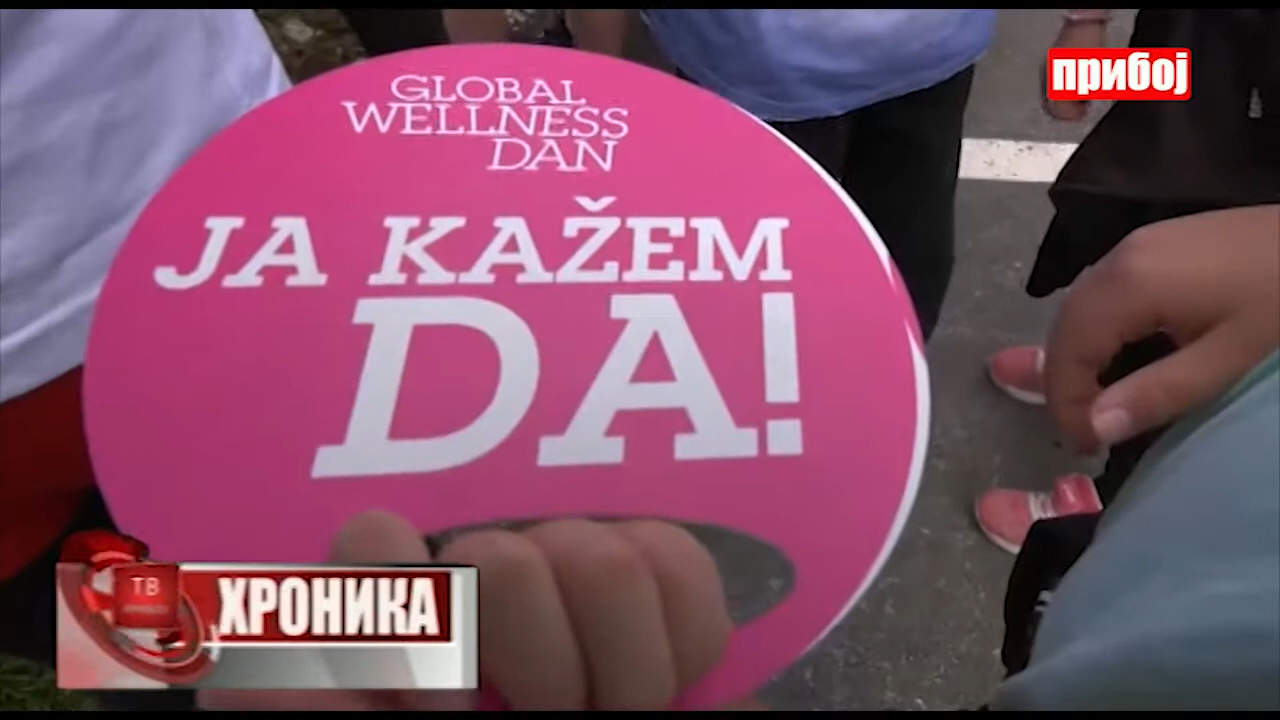 GLOBAL
WELLNESS
DAN
JA KAŽEM
DA!
прибој
ТВ
ХРОНИКА